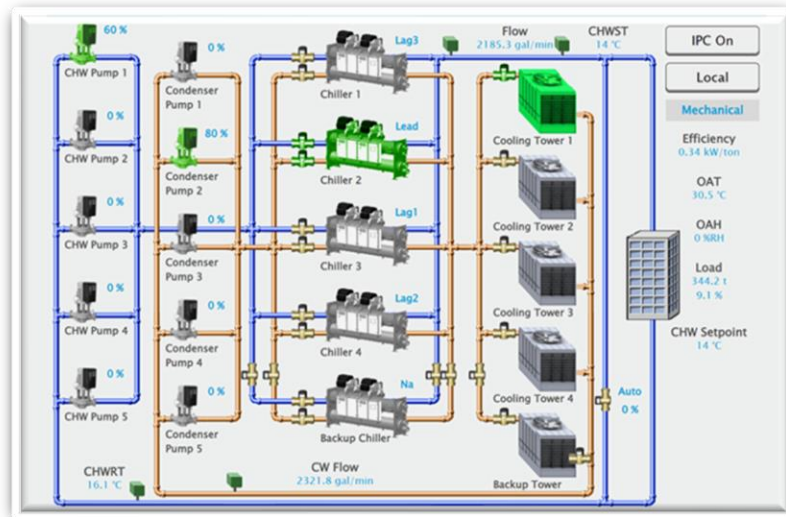 60 %
CHW Pump 1
0 %
CHW Pump 2
0 %
CHW Pump 3
0 %
CHW Pump 4
0 %
CHW Pump 5
0 %
Condenser
Pump 1
80 %
Condenser
Pump 2
0 %
Condenser
Pump 3
0 %
Condenser
Pump 4
0 %
Condenser
Pump 5
Lag3
Chiller 1
Lead
Chiller 2
Lag1
Chiller 3
Lag2
Chiller 4
Na
Backup Chiller
Flow
2185.3 gal/min
CHWST
14 °C
Cooling Tower 1
Cooling Tower 2
Cooling Tower 3
Cooling Tower 4
Backup Tower
Auto
0 %
IPC On
Local
Mechanical
Efficiency
0.34 kW/ton
OAT
30.5 °C
OAH
0 %RH
Load
344.2 t
9.1 %
CHW Setpoint
14 °C
CHWRT
16.1 °C
CW Flow
2321.8 gal/min